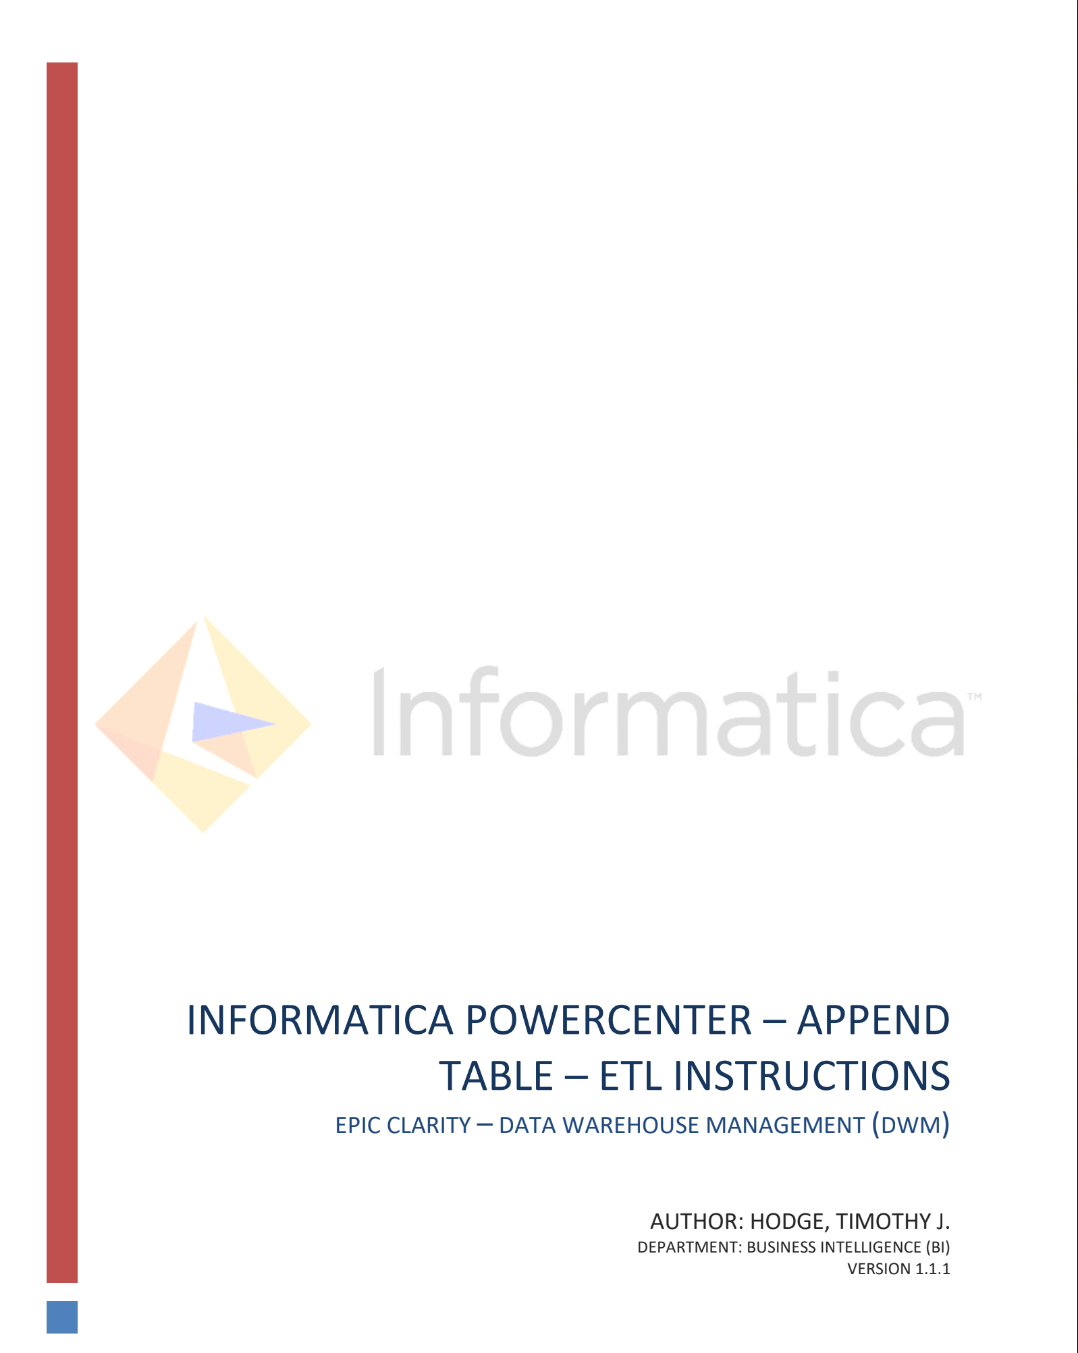 Informatica™
INFORMATICA POWERCENTER – APPEND
TABLE – ETL INSTRUCTIONS
EPIC CLARITY – DATA WAREHOUSE MANAGEMENT (DWM)
AUTHOR: HODGE, TIMOTHY J.
DEPARTMENT: BUSINESS INTELLIGENCE (BI)
VERSION 1.1.1